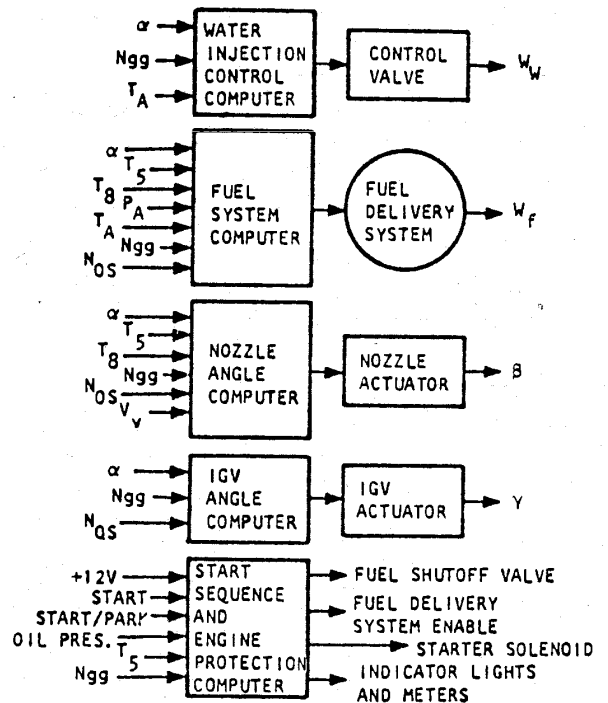 α
Ngg
T_A
WATER
INJECTION
CONTROL
COMPUTER
CONTROL
VALVE
W_W
α
T_5
T_8
P_A
T_A
Ngg
N_OS
FUEL
SYSTEM
COMPUTER
FUEL
DELIVERY
SYSTEM
W_f
α
T_5
T_8
Ngg
N_OS
V_v
NOZZLE
ANGLE
COMPUTER
NOZZLE
ACTUATOR
β
α
Ngg
N_OS
IGV
ANGLE
COMPUTER
IGV
ACTUATOR
γ
+12V
START
START/PARK
OIL PRES.
T_5
Ngg
START
SEQUENCE
AND
ENGINE
PROTECTION
COMPUTER
FUEL SHUTOFF VALVE
FUEL DELIVERY
SYSTEM ENABLE
STARTER SOLENOID
INDICATOR LIGHTS
AND METERS